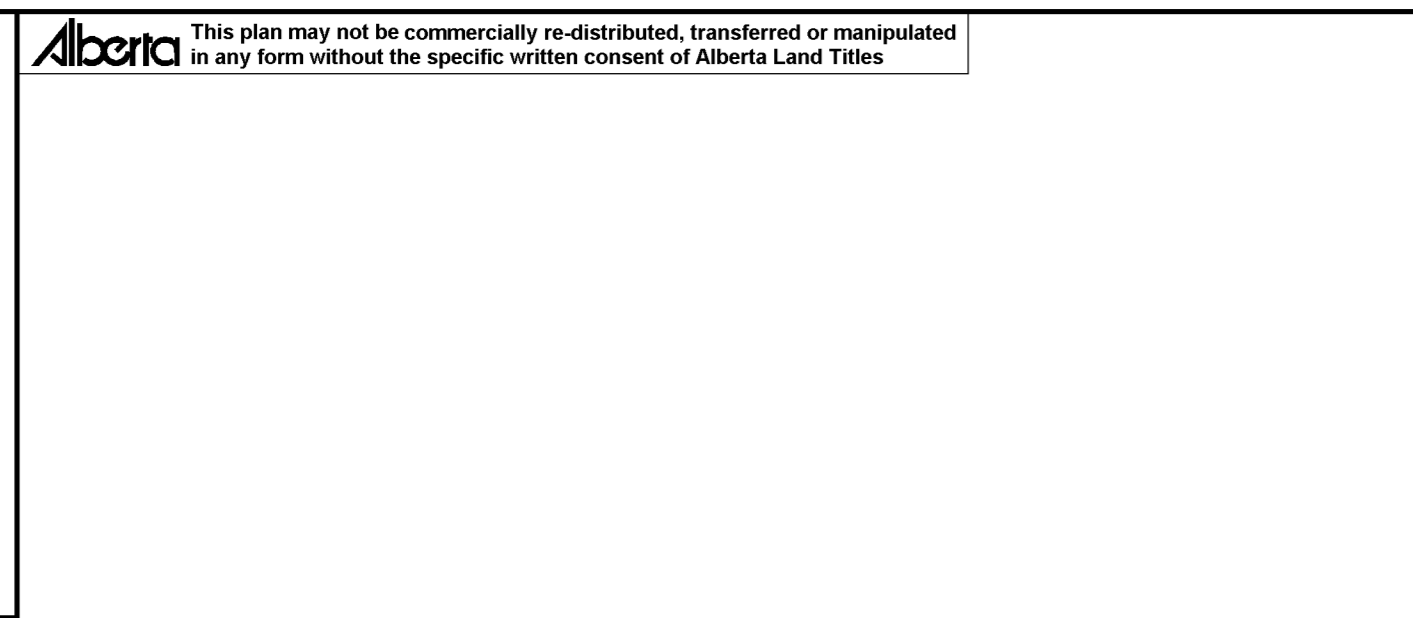 Alberta
This plan may not be commercially re-distributed, transferred or manipulated
in any form without the specific written consent of Alberta Land Titles